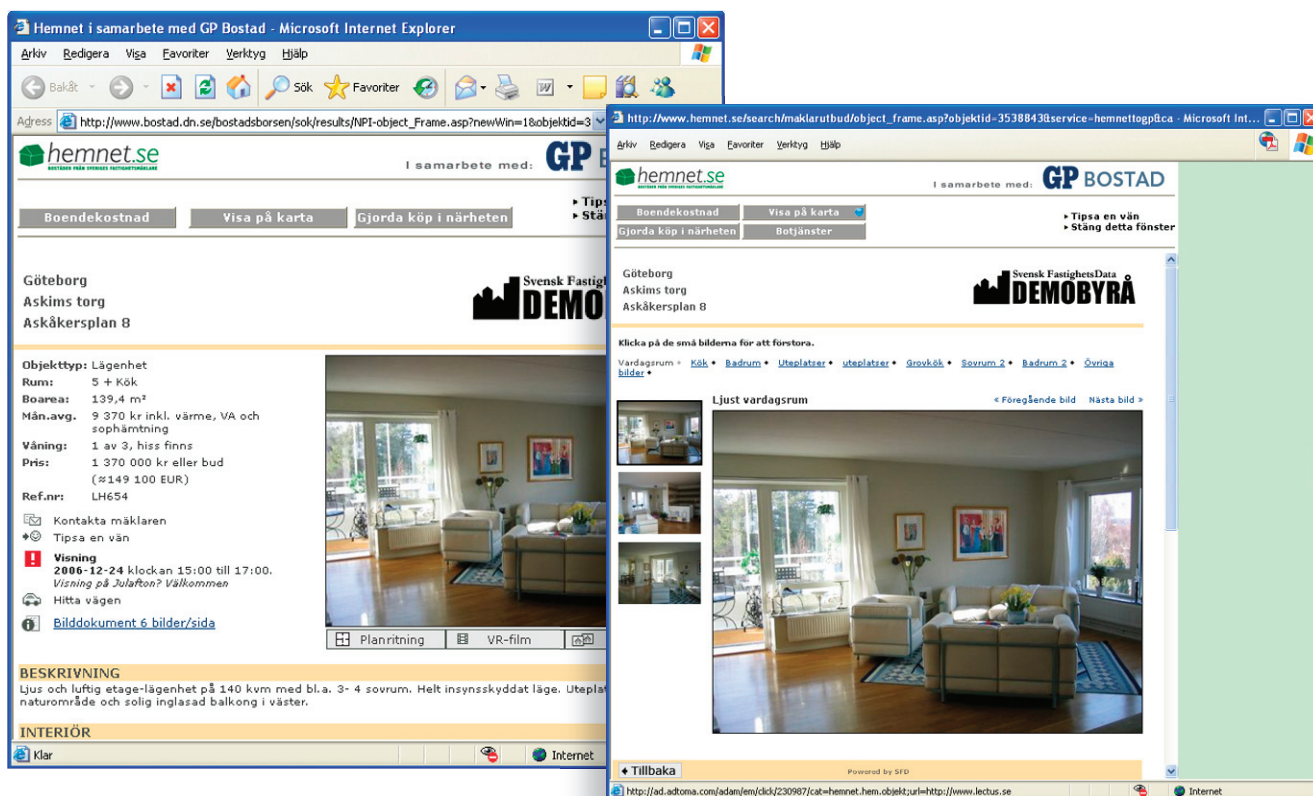 Hemnet i samarbete med GP Bostad - Microsoft Internet Explorer
Arkiv Redigera Visa Favoriter Verktyg Hjälp
Bakåt Sök Favoriter
Adress http://www.bostad.dn.se/bostadsborsen/sok/results/NPI-object_Frame.asp?newWin=1&objektid=3
hemnet.se
BOSTÄDER FRÅN SVERIGES FASTIGHETSMÄKLARE
I samarbete med: GP
Boendekostnad Visa på karta Gjorda köp i närheten
Göteborg
Askims torg
Askåkersplan 8
Svensk Fastig
DEMO
Objekttyp: Lägenhet
Rum: 5 + Kök
Boarea: 139,4 m²
Mån.avg. 9 370 kr inkl. värme, VA och
sophämtning
Våning: 1 av 3, hiss finns
Pris: 1 370 000 kr eller bud
(≈149 100 EUR)
Ref.nr: LH654
Kontakta mäklaren
Tipsa en vän
Visning
2006-12-24 klockan 15:00 till 17:00.
Visning på Julafton? Välkommen
Hitta vägen
Bilddokument 6 bilder/sida
Planritning VR-film
BESKRIVNING
Ljus och luftig etage-lägenhet på 140 kvm med bl.a. 3- 4 sovrum. Helt insynsskyddat läge. Uteplat
naturområde och solig inglasad balkong i väster.
INTERIÖR
Klar Internet
http://www.hemnet.se/search/maklarutbud/object_frame.asp?objektid=3538843&service=hemnettogp&ca - Microsoft Int...
Arkiv Redigera Visa Favoriter Verktyg Hjälp
hemnet.se
BOSTÄDER FRÅN SVERIGES FASTIGHETSMÄKLARE
I samarbete med: GP BOSTAD
Boendekostnad Visa på karta
Gjorda köp i närheten Botjänster
Tipsa en vän
Stäng detta fönster
Göteborg
Askims torg
Askåkersplan 8
Svensk FastighetsData
DEMOBYRÅ
Klicka på de små bilderna för att förstora.
Vardagsrum Kök Badrum Uteplatser uteplatser Grovkök Sovrum 2 Badrum 2 Övriga
bilder
Ljust vardagsrum « Föregående bild Nästa bild »
Tillbaka Powered by SFD
http://ad.adtoma.com/adam/em/click/230987/cat=hemnet.hem.objekt;url=http://www.lectus.se Internet